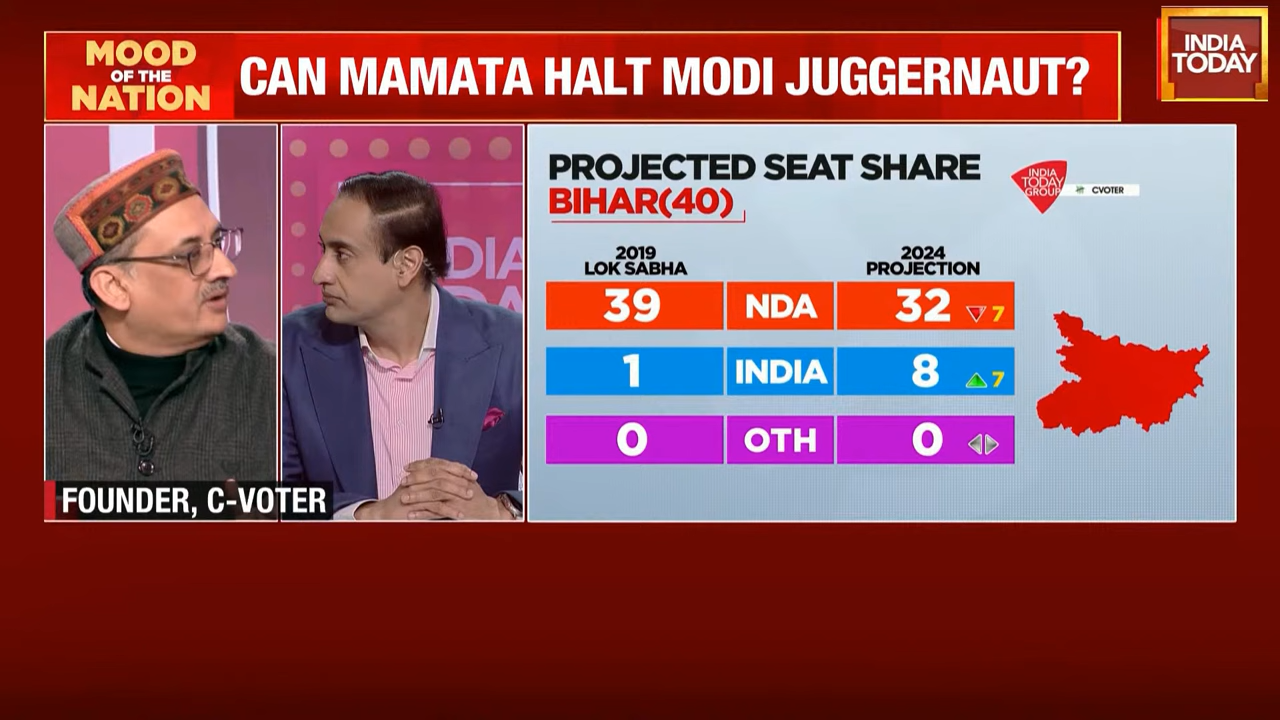 MOOD
OF THE
NATION
CAN MAMATA HALT MODI JUGGERNAUT?
INDIA
TODAY
PROJECTED SEAT SHARE
BIHAR(40)
INDIA
TODAY
GROUP
CVOTER
2019
LOK SABHA
2024
PROJECTION
39 NDA 32 7
1 INDIA 8 7
0 OTH 0
DIA
FOUNDER, C-VOTER